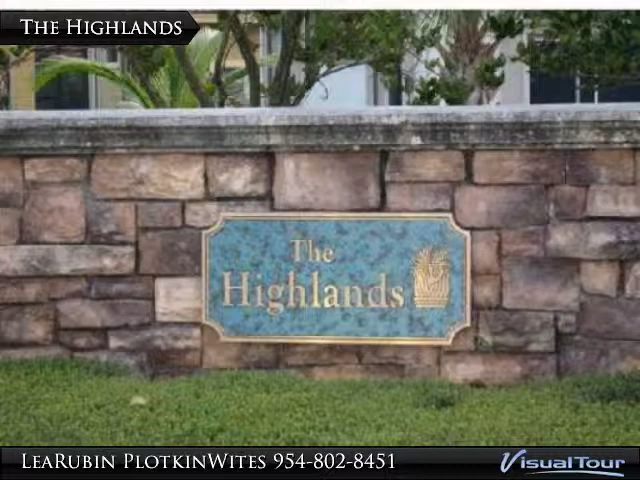 The Highlands
The
Highlands
LeaRubin PlotkinWites 954-802-8451
VisualTour